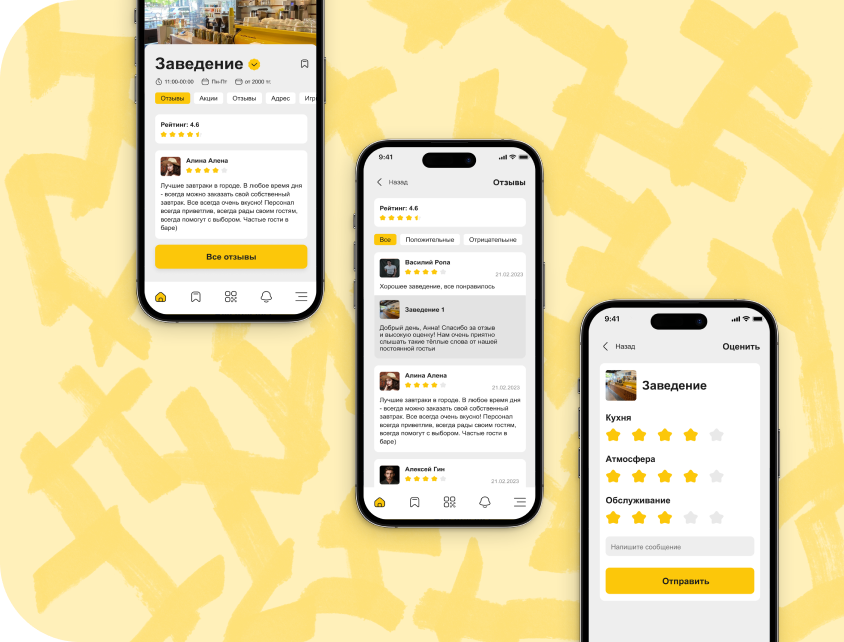 Заведение
11:00-00:00 Пн-Пт от 2000 тг.
Отзывы Акции Отзывы Адрес Игр
Рейтинг: 4.6
Алина Алена
Лучшие завтраки в городе. В любое время дня
- всегда можно заказать свой собственный
завтрак. Все всегда очень вкусно! Персонал
всегда приветлив, всегда рады своим гостям,
всегда помогут с выбором. Частые гости в
баре)
Все отзывы
9:41
Назад Отзывы
Рейтинг: 4.6
Все Положительные Отрицательные
Василий Ропа
21.02.2023
Хорошее заведение, все понравилось
Заведение 1
Добрый день, Анна! Спасибо за отзыв
и высокую оценку! Нам очень приятно
слышать такие тёплые слова от нашей
постоянной гостьи
Алина Алена
21.02.2023
Лучшие завтраки в городе. В любое время дня
- всегда можно заказать свой собственный
завтрак. Все всегда очень вкусно! Персонал
всегда приветлив, всегда рады своим гостям,
всегда помогут с выбором. Частые гости в
баре)
Алексей Гин
21.02.2023
9:41
Назад Оценить
Заведение
Кухня
Атмосфера
Обслуживание
Напишите сообщение
Отправить